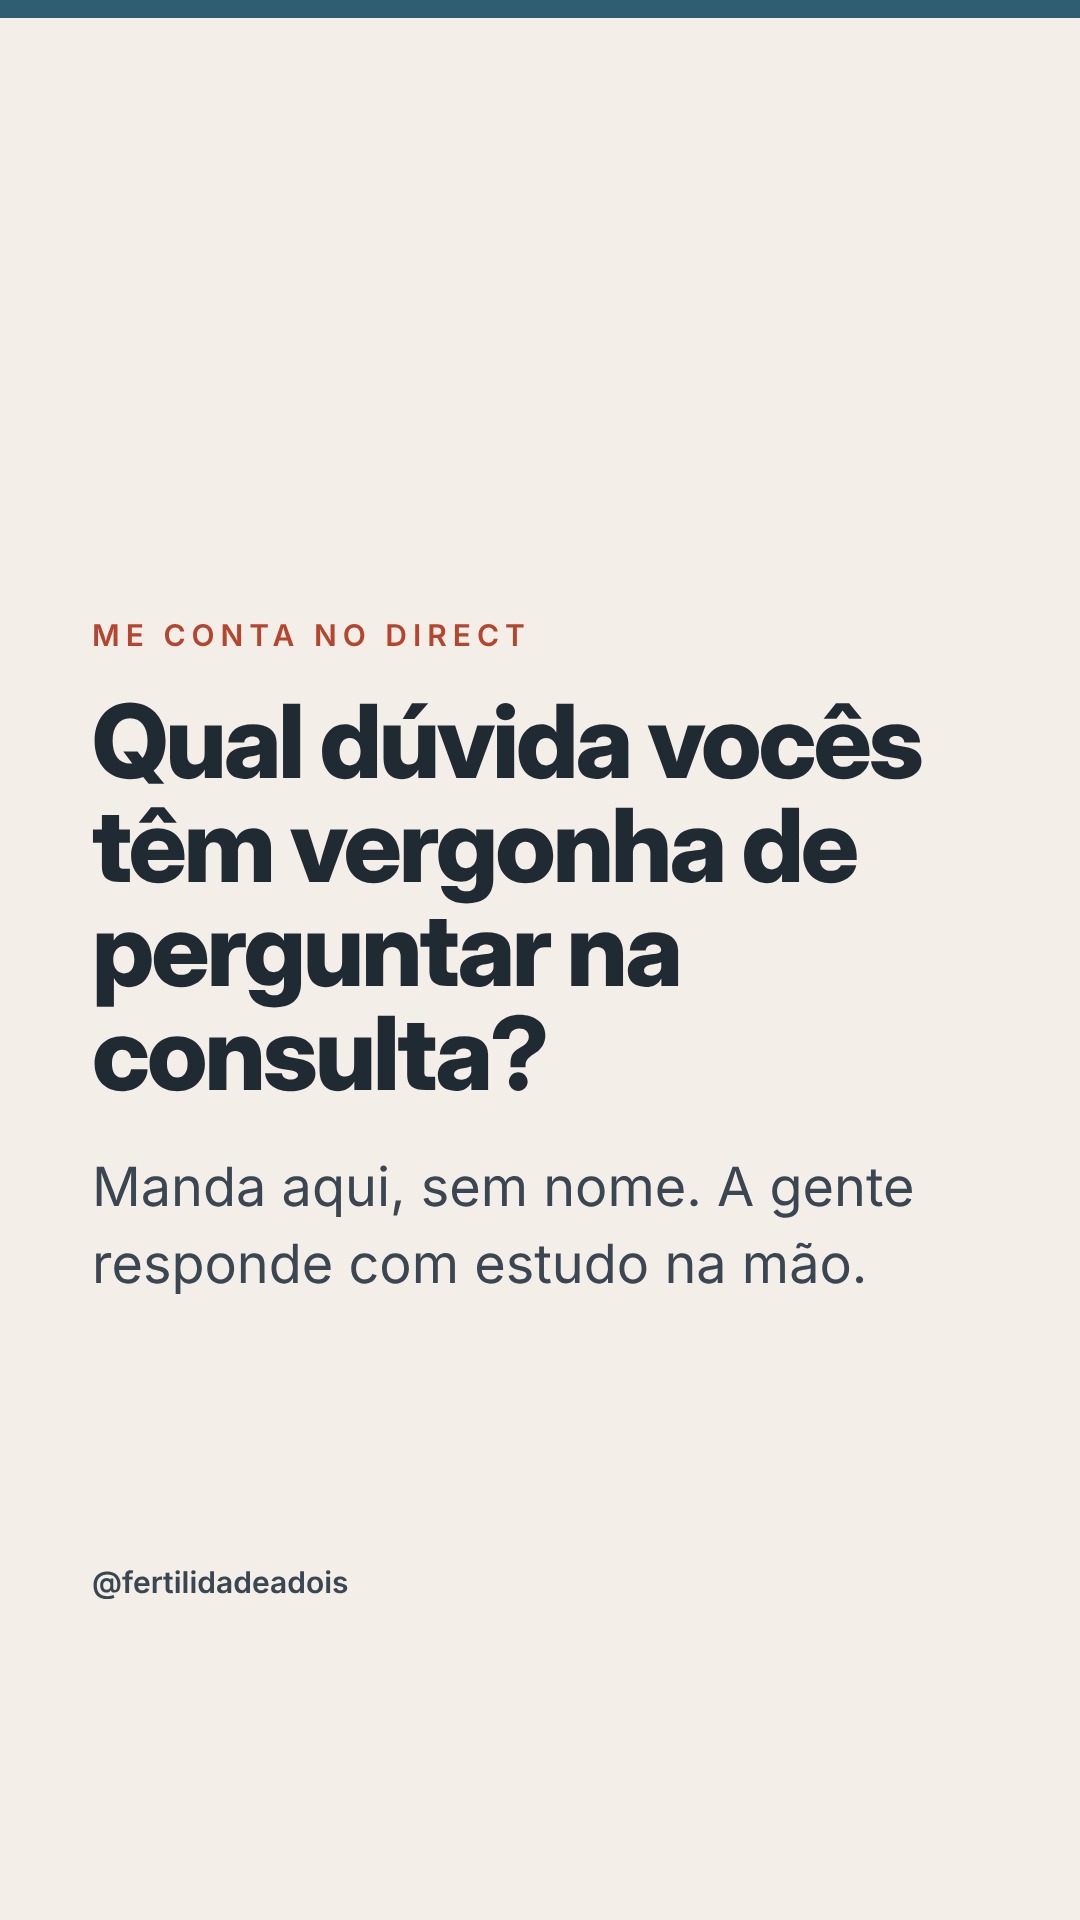 ME CONTA NO DIRECT
Qual dúvida vocês
têm vergonha de
perguntar na
consulta?
Manda aqui, sem nome. A gente
responde com estudo na mão.
@fertilidadeadois